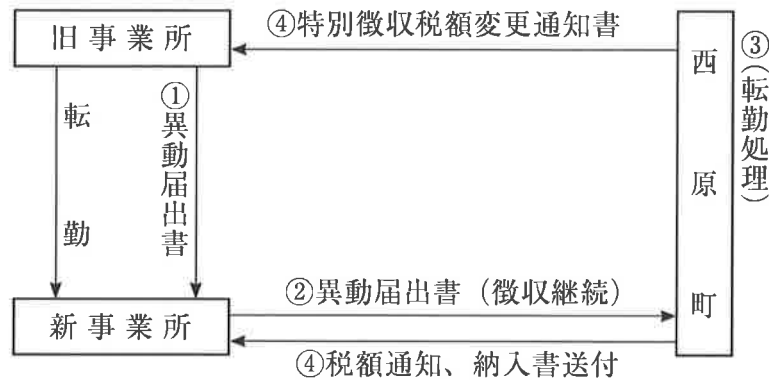 旧事業所
④特別徴収税額変更通知書
西原町
③(転勤処理)
転勤
①異動届出書
②異動届出書(徴収継続)
新事業所
④税額通知、納入書送付